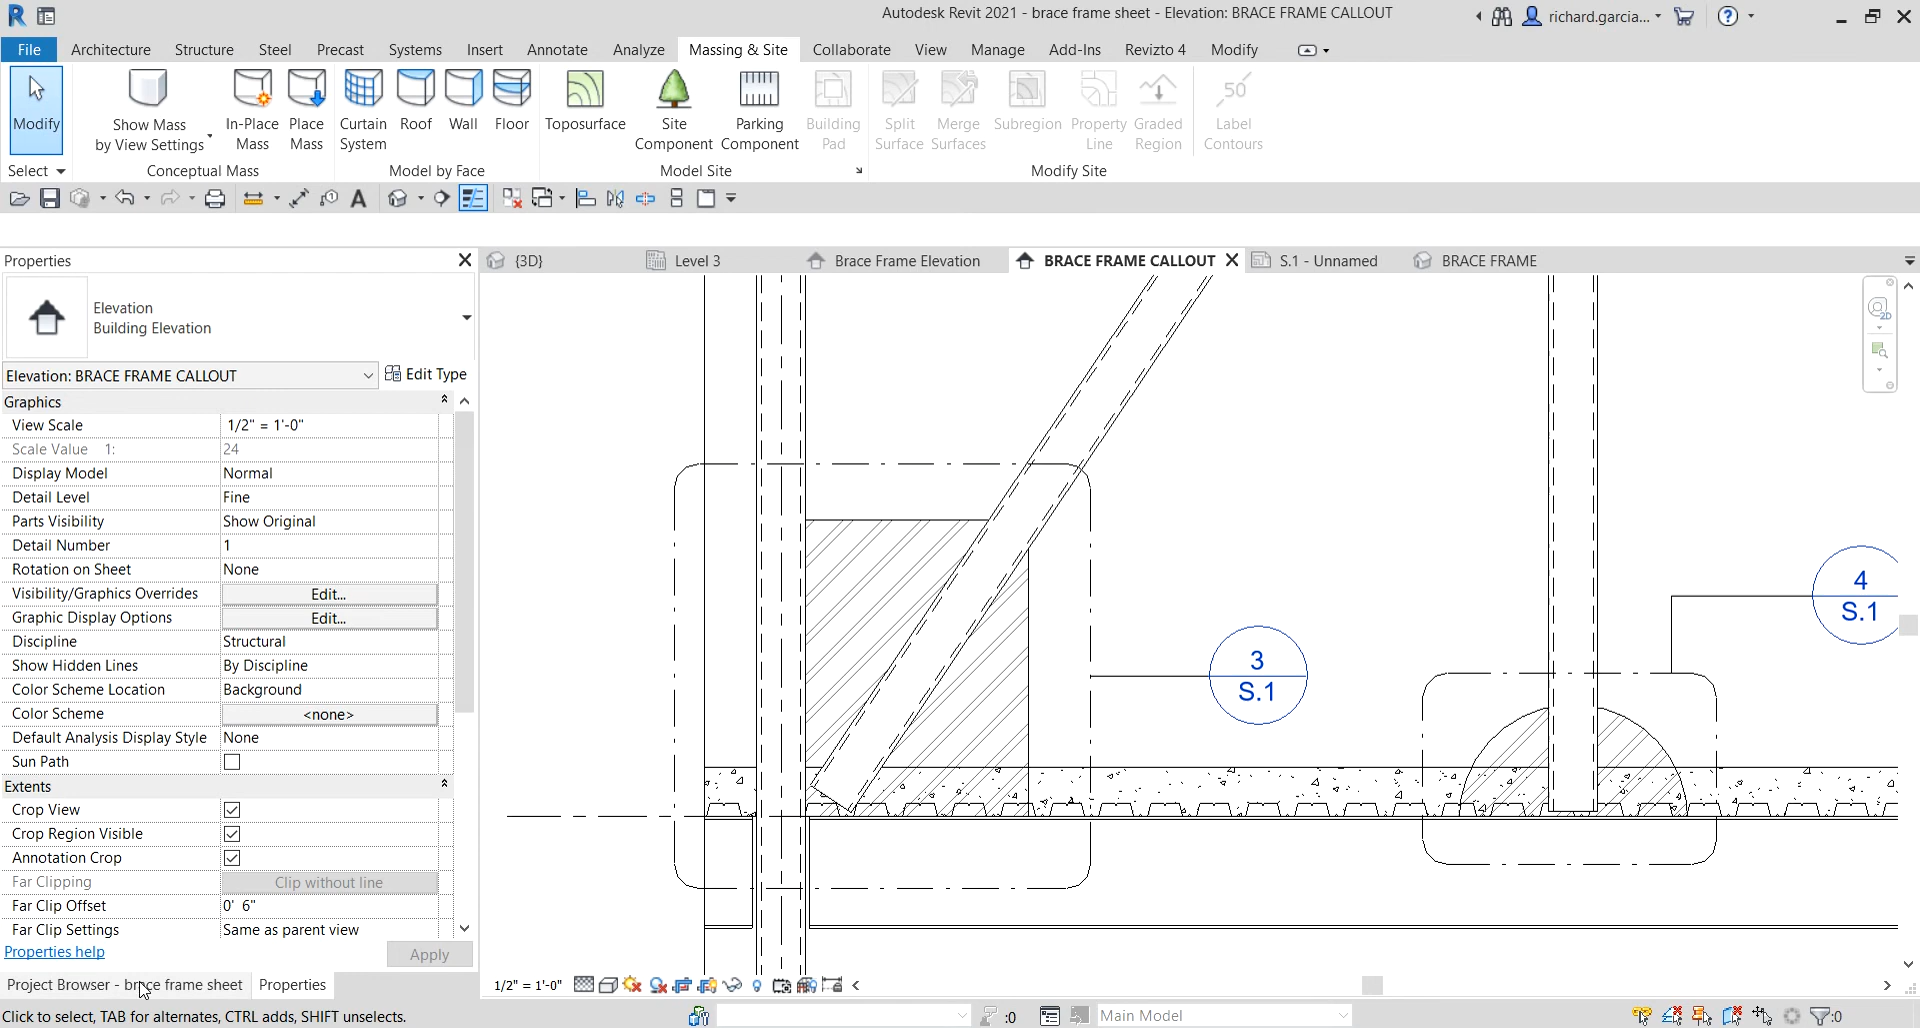 Autodesk Revit 2021 - brace frame sheet - Elevation: BRACE FRAME CALLOUT
richard.garcia...
File Architecture Structure Steel Precast Systems Insert Annotate Analyze Massing & Site Collaborate View Manage Add-Ins Revizto 4 Modify
Modify
Show Mass
by View Settings
In-Place
Mass
Place
Mass
Curtain
System
Roof
Wall
Floor
Toposurface
Site
Component
Parking
Component
Building
Pad
Split
Surface
Merge
Surfaces
Subregion
Property
Line
Graded
Region
50
Label
Contours
Select
Conceptual Mass
Model by Face
Model Site
Modify Site
A
Properties
{3D}
Level 3
Brace Frame Elevation
BRACE FRAME CALLOUT
S.1 - Unnamed
BRACE FRAME
Elevation
Building Elevation
Elevation: BRACE FRAME CALLOUT
Edit Type
Graphics
View Scale 1/2" = 1'-0"
Scale Value 1: 24
Display Model Normal
Detail Level Fine
Parts Visibility Show Original
Detail Number 1
Rotation on Sheet None
Visibility/Graphics Overrides Edit...
Graphic Display Options Edit...
Discipline Structural
Show Hidden Lines By Discipline
Color Scheme Location Background
Color Scheme <none>
Default Analysis Display Style None
Sun Path
Extents
Crop View
Crop Region Visible
Annotation Crop
Far Clipping Clip without line
Far Clip Offset 0' 6"
Far Clip Settings Same as parent view
Properties help
Apply
Project Browser - brace frame sheet
Properties
2D
3
S.1
4
S.1
1/2" = 1'-0"
Click to select, TAB for alternates, CTRL adds, SHIFT unselects.
:0
Main Model
:0